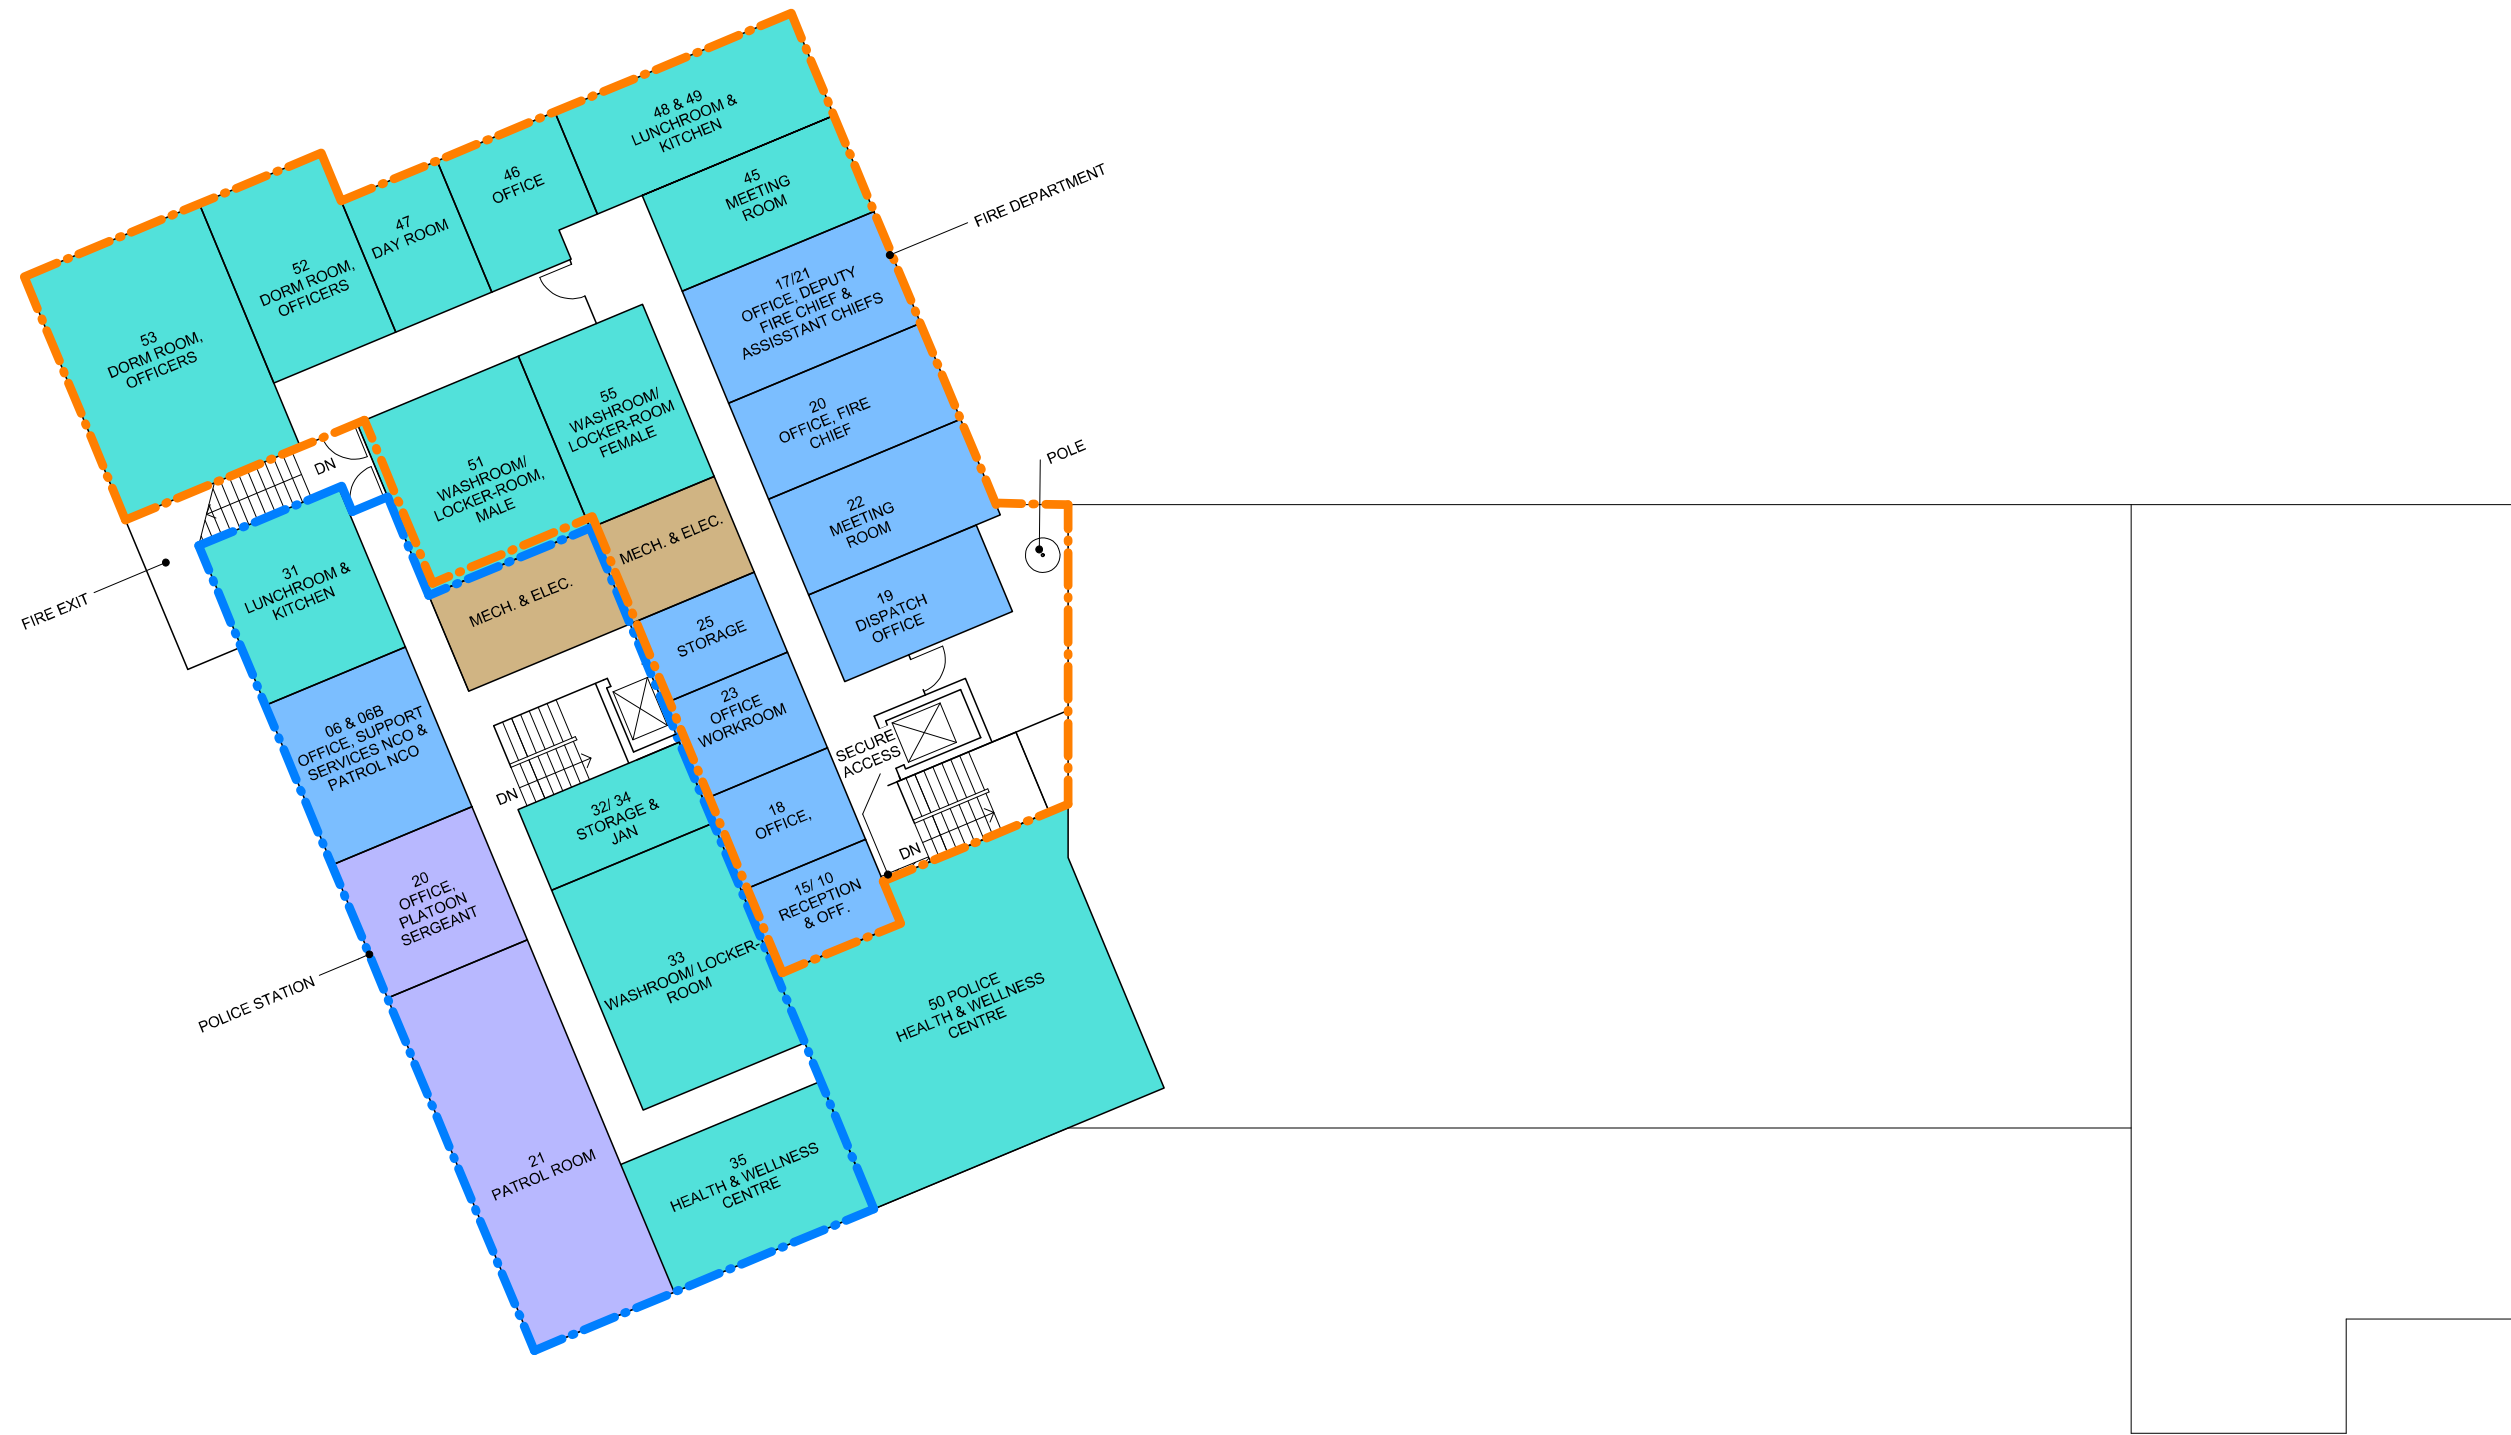 48 & 49
LUNCHROOM &
KITCHEN
45
MEETING
ROOM
46
OFFICE
47
DAY ROOM
52
DORM ROOM,
OFFICERS
53
DORM ROOM,
OFFICERS
FIRE DEPARTMENT
17/21
OFFICE, DEPUTY
FIRE CHIEF &
ASSISSTANT CHIEFS
20
OFFICE, FIRE
CHIEF
22
MEETING
ROOM
19
DISPATCH
OFFICE
POLE
55
WASHROOM/
LOCKER-ROOM
FEMALE
51
WASHROOM/
LOCKER-ROOM,
MALE
DN
MECH. & ELEC.
MECH. & ELEC.
FIRE EXIT
31
LUNCHROOM &
KITCHEN
25
STORAGE
23
OFFICE
WORKROOM
18
OFFICE,
15/ 10
RECEPTION
& OFF.
SECURE
ACCESS
DN
06 & 06B
OFFICE, SUPPORT
SERVICES NCO &
PATROL NCO
DN
32/ 34
STORAGE &
JAN
20
OFFICE,
PLATOON
SERGEANT
33
WASHROOM/ LOCKER-
ROOM
POLICE STATION
50 POLICE
HEALTH & WELLNESS
CENTRE
21
PATROL ROOM
35
HEALTH & WELLNESS
CENTRE